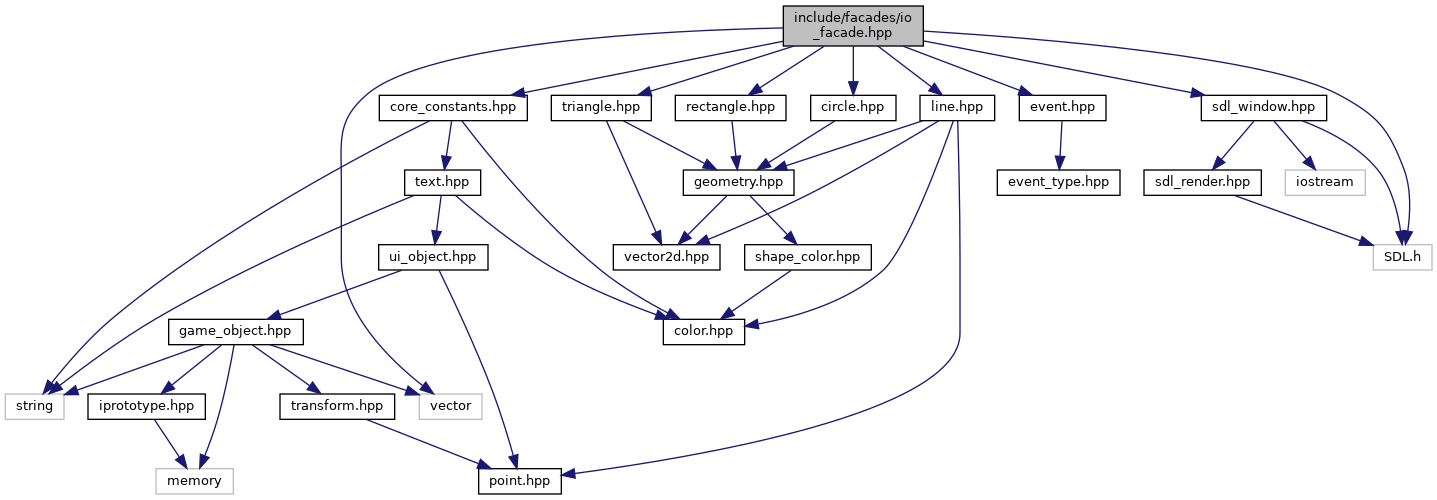 include/facades/io
_facade.hpp
core_constants.hpp
triangle.hpp
rectangle.hpp
circle.hpp
line.hpp
event.hpp
sdl_window.hpp
text.hpp
geometry.hpp
event_type.hpp
sdl_render.hpp
iostream
ui_object.hpp
vector2d.hpp
shape_color.hpp
SDL.h
game_object.hpp
color.hpp
string
iprototype.hpp
transform.hpp
vector
memory
point.hpp